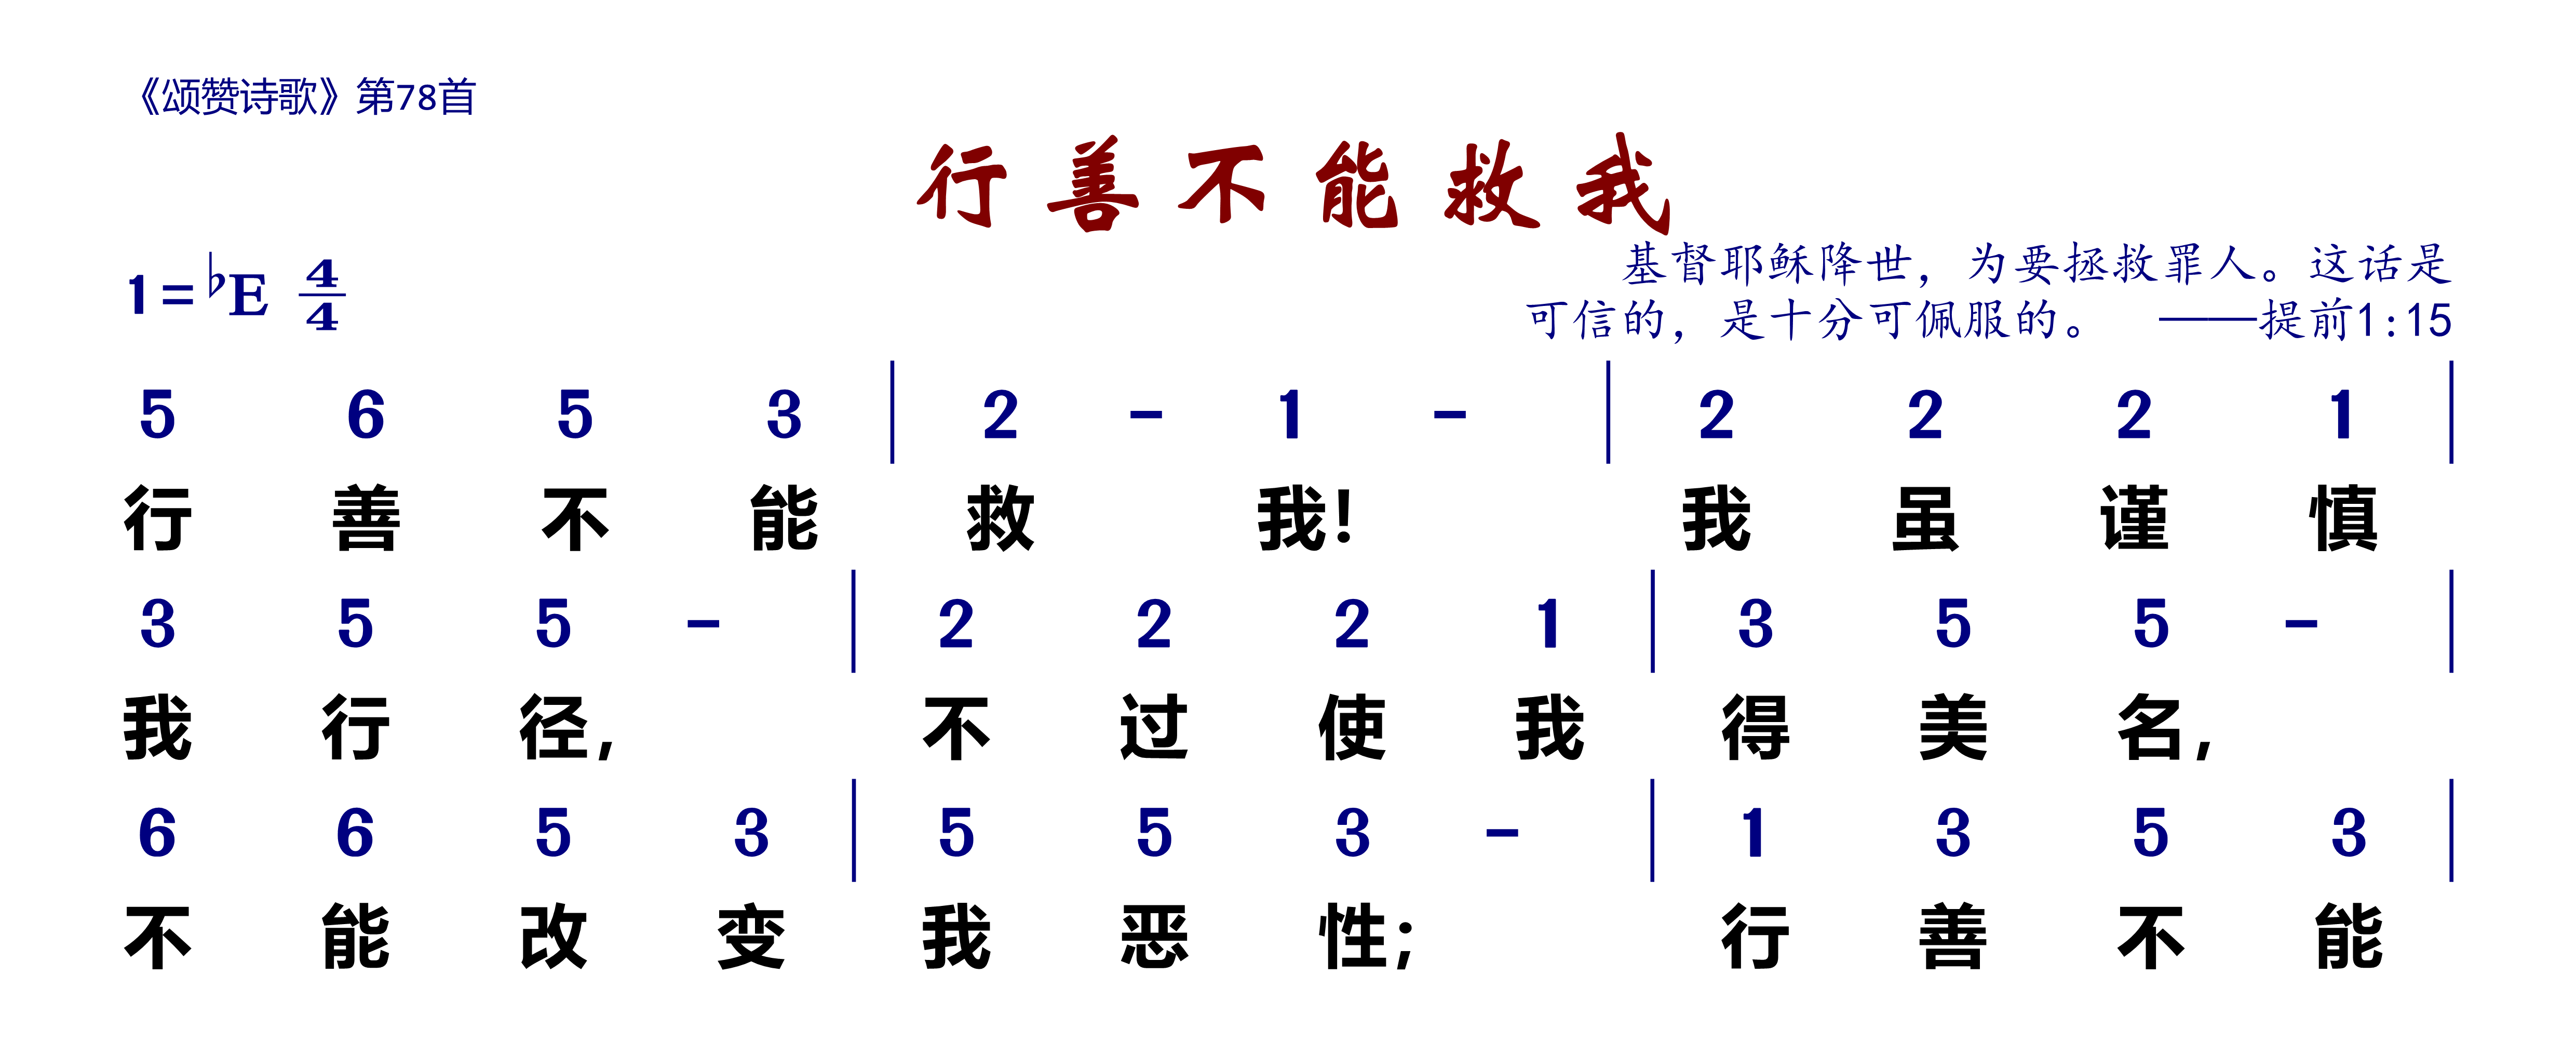 《颂赞诗歌》第78首
行善不能救我
1=♭E 4/4
基督耶稣降世，为要拯救罪人。这话是
可信的，是十分可佩服的。 ——提前1:15
5 6 5 3 | 2 - 1 - | 2 2 2 1 |
行 善 不 能 救 我! 我 虽 谨 慎
3 5 5 - | 2 2 2 1 | 3 5 5 - |
我 行 径, 不 过 使 我 得 美 名,
6 6 5 3 | 5 5 3 - | 1 3 5 3 |
不 能 改 变 我 恶 性; 行 善 不 能